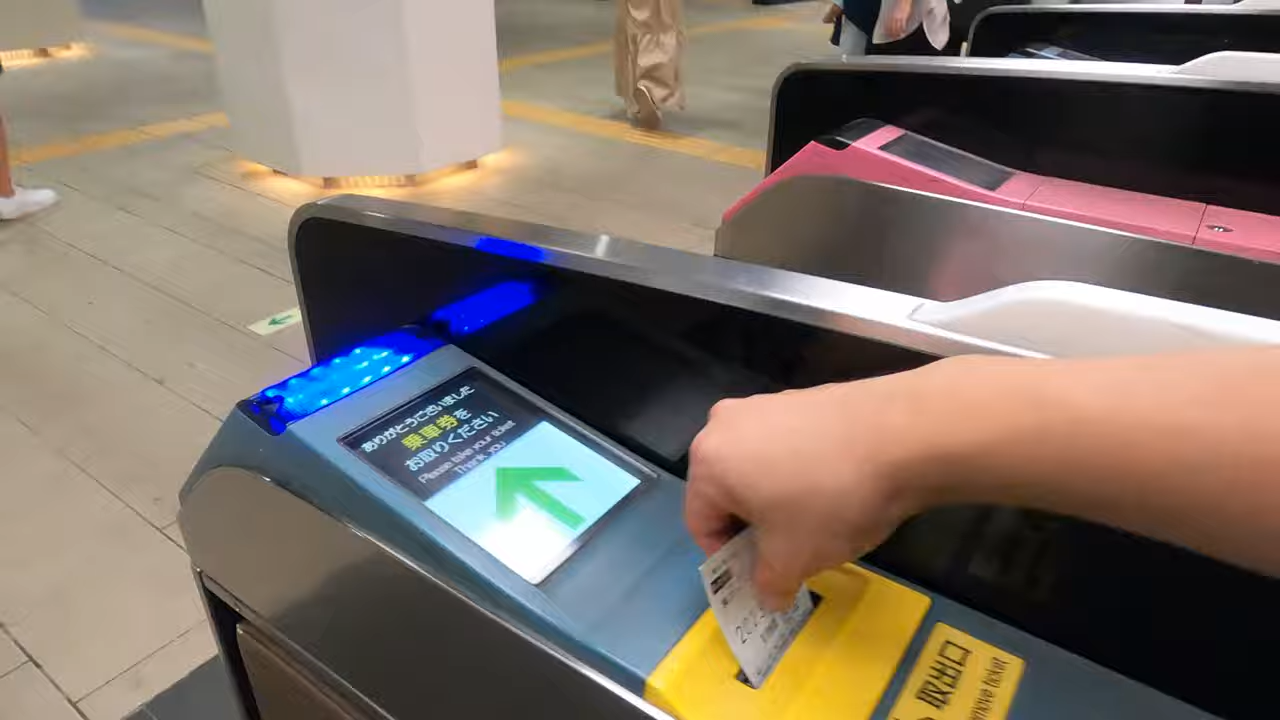 ありがとうございました
乗車券を
お取りください
Please take your ticket
Thank you
取出口